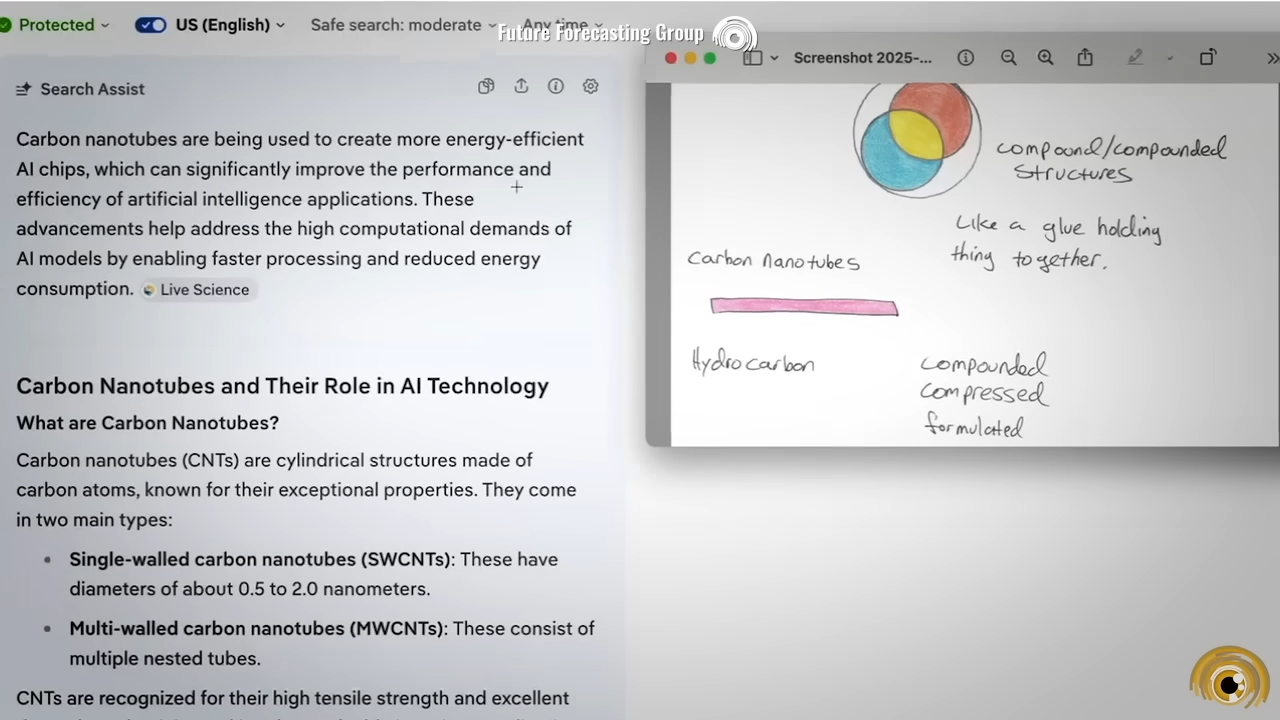 Protected
US (English)
Safe search: moderate
Any time
Future Forecasting Group
Search Assist
Carbon nanotubes are being used to create more energy-efficient
AI chips, which can significantly improve the performance and
efficiency of artificial intelligence applications. These
advancements help address the high computational demands of
AI models by enabling faster processing and reduced energy
consumption. Live Science
Carbon Nanotubes and Their Role in AI Technology
What are Carbon Nanotubes?
Carbon nanotubes (CNTs) are cylindrical structures made of
carbon atoms, known for their exceptional properties. They come
in two main types:
• Single-walled carbon nanotubes (SWCNTs): These have
diameters of about 0.5 to 2.0 nanometers.
• Multi-walled carbon nanotubes (MWCNTs): These consist of
multiple nested tubes.
CNTs are recognized for their high tensile strength and excellent
Screenshot 2025-...
compound/compounded
structures
Like a glue holding
thing together.
Carbon nanotubes
Hydrocarbon
Compounded
Compressed
formulated